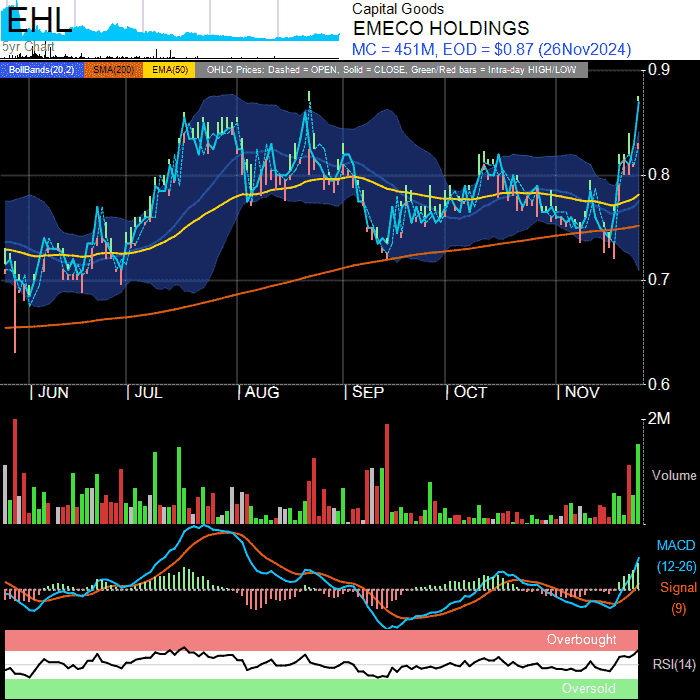 EHL
5yr Chart
Capital Goods
EMECO HOLDINGS
MC = 451M, EOD = $0.87 (26Nov2024)
BollBands(20,2) SMA(200) EMA(50) OHLC Prices: Dashed = OPEN, Solid = CLOSE, Green/Red bars = Intra-day HIGH/LOW
0.9
0.8
0.7
0.6
JUN JUL AUG SEP OCT NOV
2M
Volume
MACD
(12-26)
Signal
(9)
Overbought
RSI(14)
Oversold